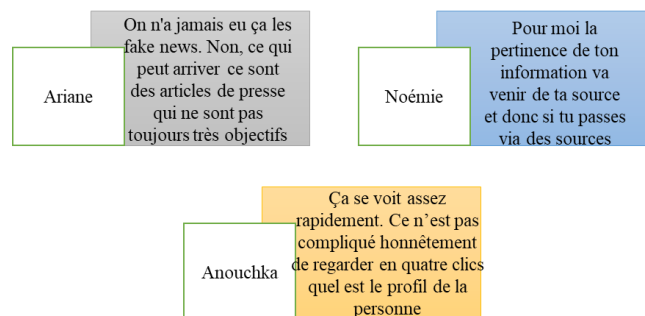 On n'a jamais eu ça les
fake news. Non, ce qui
peut arriver ce sont
des articles de presse
qui ne sont pas
toujours très objectifs
Ariane
Pour moi la
pertinence de ton
information va
venir de ta source
et donc si tu passes
via des sources
Noémie
Ça se voit assez
rapidement. Ce n’est pas
compliqué honnêtement
de regarder en quatre clics
quel est le profil de la
personne
Anouchka